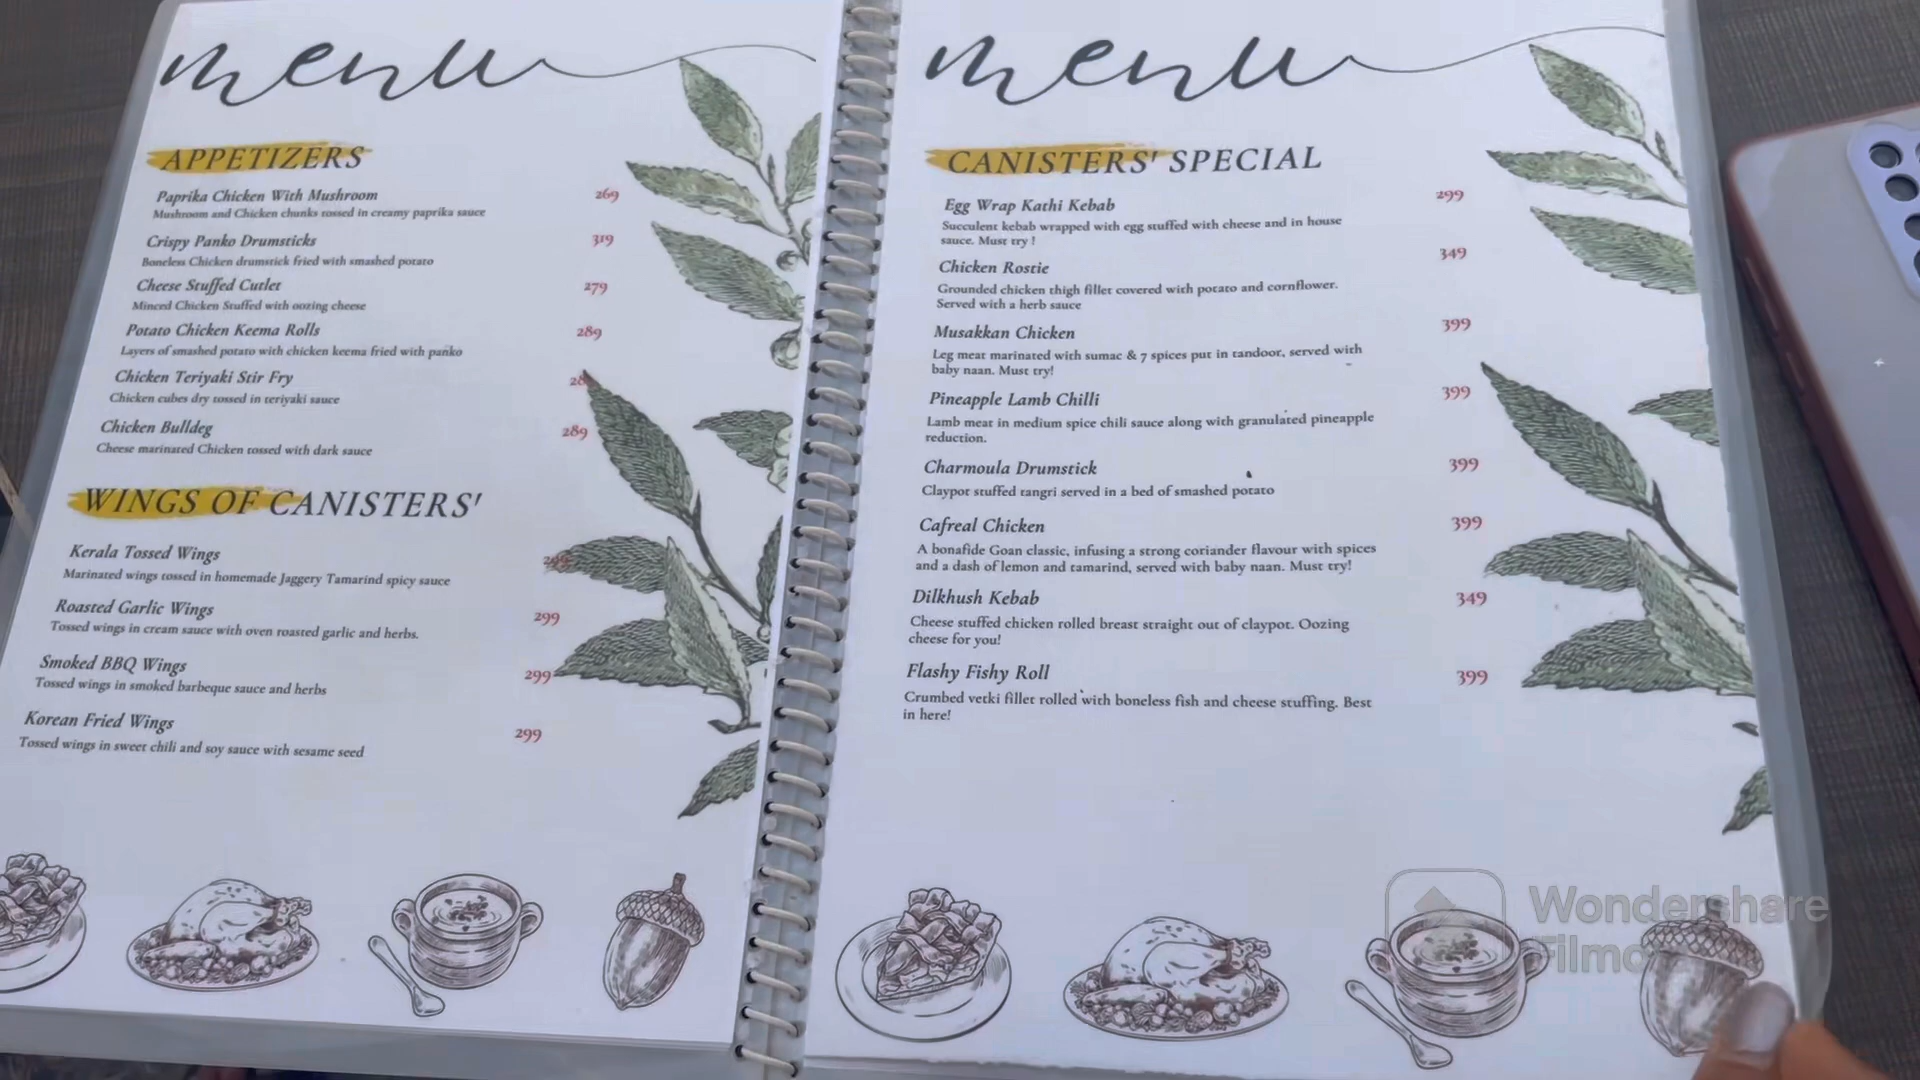 menu
APPETIZERS
Paprika Chicken With Mushroom 269
Mushroom and Chicken chunks tossed in creamy paprika sauce
Crispy Panko Drumsticks 319
Boneless Chicken drumstick fried with smashed potato
Cheese Stuffed Cutlet 279
Minced Chicken Stuffed with oozing cheese
Potato Chicken Keema Rolls 289
Layers of smashed potato with chicken keema fried with panko
Chicken Teriyaki Stir Fry
Chicken cubes dry tossed in teriyaki sauce
Chicken Bulldeg 289
Cheese marinated Chicken tossed with dark sauce
WINGS OF CANISTERS'
Kerala Tossed Wings
Marinated wings tossed in homemade Jaggery Tamarind spicy sauce
Roasted Garlic Wings 299
Tossed wings in cream sauce with oven roasted garlic and herbs.
Smoked BBQ Wings 299
Tossed wings in smoked barbeque sauce and herbs
Korean Fried Wings 299
Tossed wings in sweet chili and soy sauce with sesame seed
menu
CANISTERS' SPECIAL
Egg Wrap Kathi Kebab 299
Succulent kebab wrapped with egg stuffed with cheese and in house
sauce. Must try !
Chicken Rostie 349
Grounded chicken thigh fillet covered with potato and cornflower.
Served with a herb sauce
Musakkan Chicken 399
Leg meat marinated with sumac & 7 spices put in tandoor, served with
baby naan. Must try!
Pineapple Lamb Chilli 399
Lamb meat in medium spice chili sauce along with granulated pineapple
reduction.
Charmoula Drumstick 399
Claypot stuffed tangri served in a bed of smashed potato
Cafreal Chicken 399
A bonafide Goan classic, infusing a strong coriander flavour with spices
and a dash of lemon and tamarind, served with baby naan. Must try!
Dilkhush Kebab 349
Cheese stuffed chicken rolled breast straight out of claypot. Oozing
cheese for you!
Flashy Fishy Roll 399
Crumbed vetki fillet rolled with boneless fish and cheese stuffing. Best
in here!
Wondershare